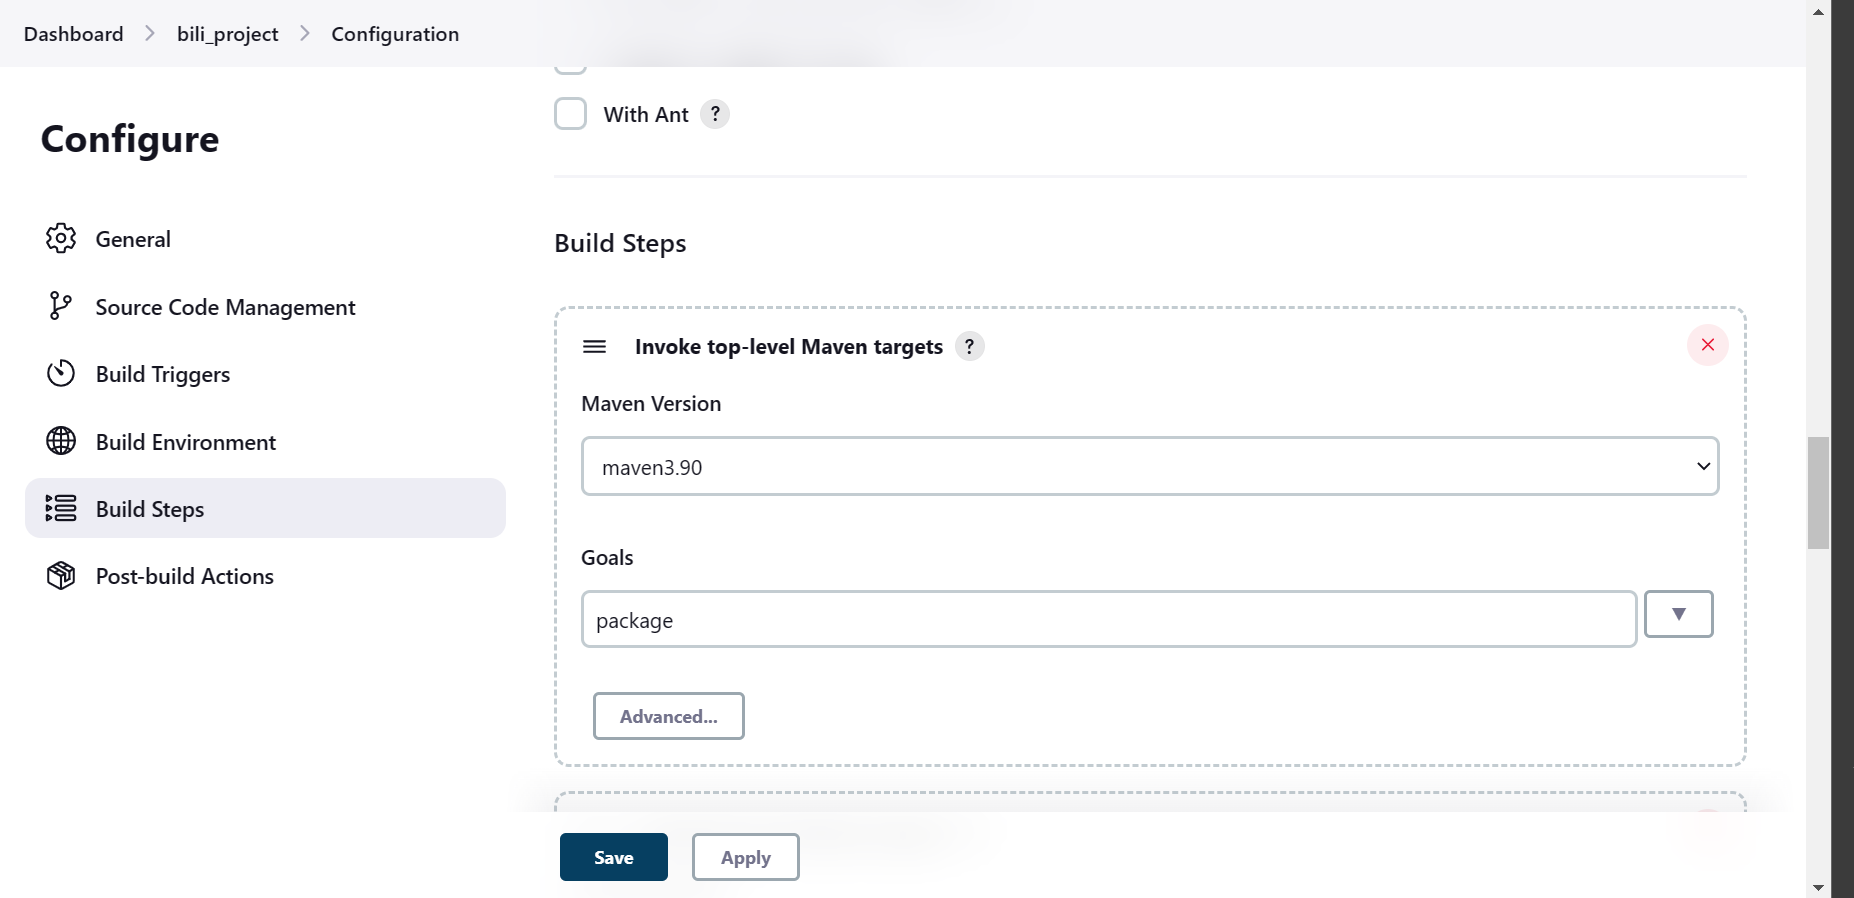 Dashboard > bili_project > Configuration
Configure
General
Source Code Management
Build Triggers
Build Environment
Build Steps
Post-build Actions
With Ant ?
Build Steps
Invoke top-level Maven targets ?
Maven Version
maven3.90
Goals
package
Advanced...
Save
Apply